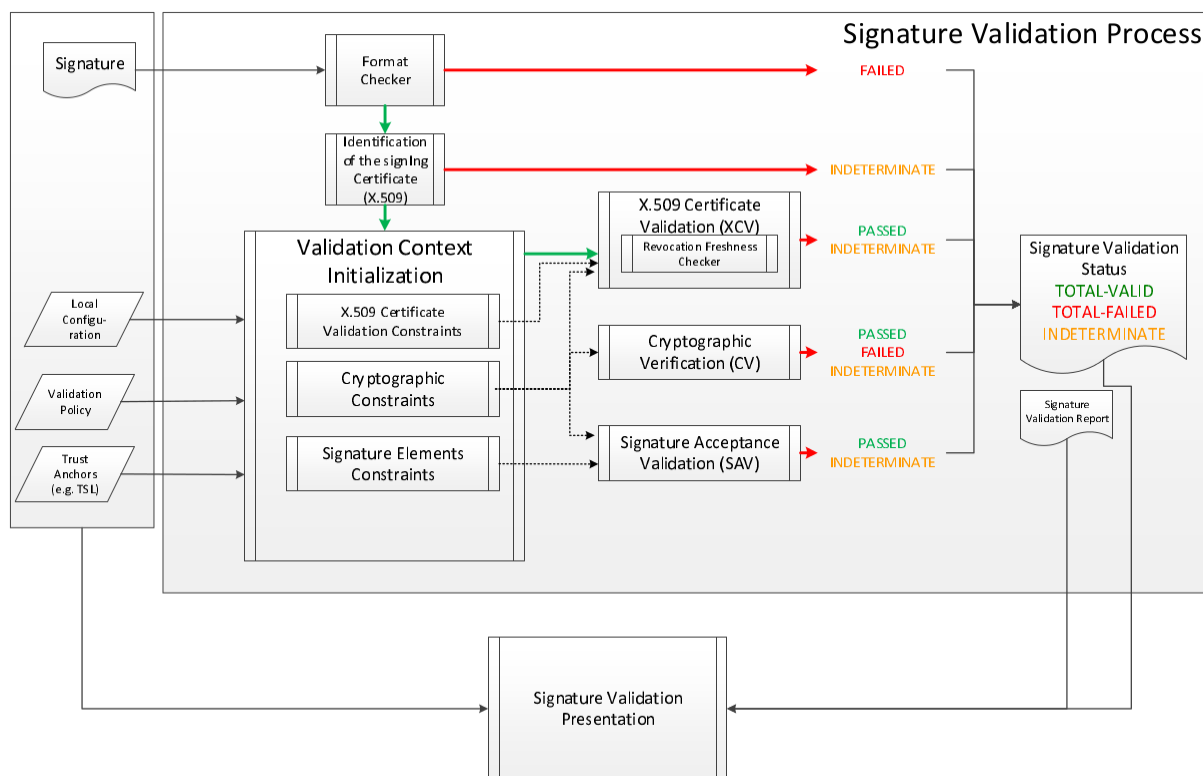 Signature Validation Process
Signature
Format
Checker
FAILED
Identification
of the signing
Certificate
(X.509)
INDETERMINATE
Validation Context
Initialization
X.509 Certificate
Validation (XCV)
Revocation Freshness
Checker
PASSED
INDETERMINATE
Local
Configu-
ration
X.509 Certificate
Validation Constraints
Signature Validation
Status
TOTAL-VALID
TOTAL-FAILED
INDETERMINATE
Cryptographic
Verification (CV)
PASSED
FAILED
INDETERMINATE
Validation
Policy
Cryptographic
Constraints
Signature
Validation Report
Trust
Anchors
(e.g. TSL)
Signature Elements
Constraints
Signature Acceptance
Validation (SAV)
PASSED
INDETERMINATE
Signature Validation
Presentation